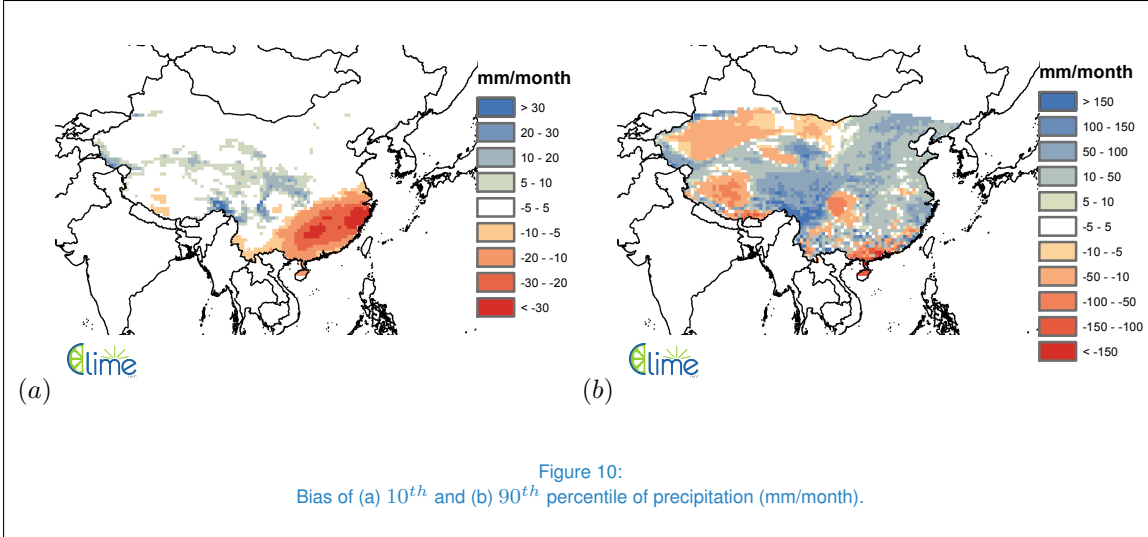 mm/month
> 30
20 - 30
10 - 20
5 - 10
-5 - 5
-10 - -5
-20 - -10
-30 - -20
< -30
Clime
(a)
mm/month
> 150
100 - 150
50 - 100
10 - 50
5 - 10
-5 - 5
-10 - -5
-50 - -10
-100 - -50
-150 - -100
< -150
Clime
(b)
Figure 10:
Bias of (a) 10th and (b) 90th percentile of precipitation (mm/month).